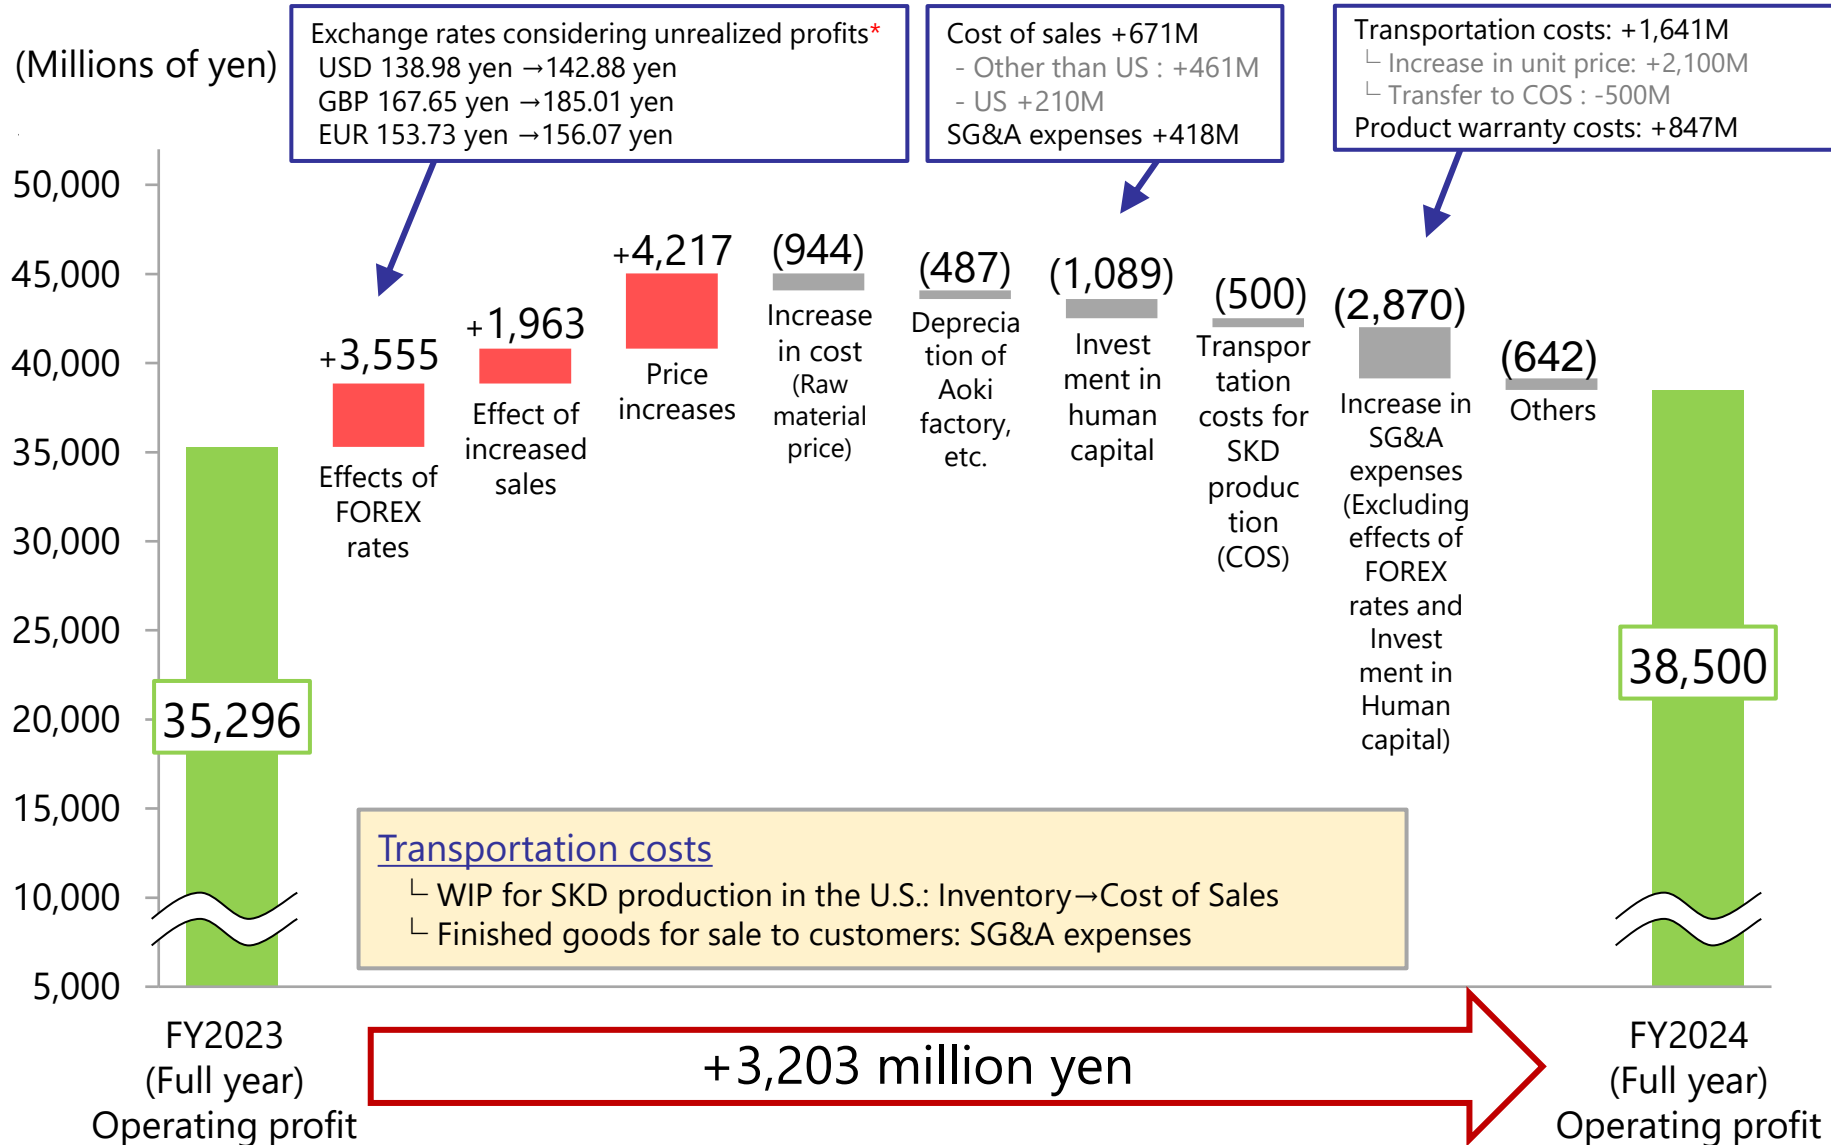 (Millions of yen)
Exchange rates considering unrealized profits*
USD 138.98 yen →142.88 yen
GBP 167.65 yen →185.01 yen
EUR 153.73 yen →156.07 yen
Cost of sales +671M
- Other than US : +461M
- US +210M
SG&A expenses +418M
Transportation costs: +1,641M
└ Increase in unit price: +2,100M
└ Transfer to COS : -500M
Product warranty costs: +847M
50,000
45,000
40,000
35,000
30,000
25,000
20,000
15,000
10,000
5,000
35,296
+3,555
Effects of
FOREX
rates
+1,963
Effect of
increased
sales
+4,217
Price
increases
(944)
Increase
in cost
(Raw
material
price)
(487)
Deprecia
tion of
Aoki
factory,
etc.
(1,089)
Invest
ment in
human
capital
(500)
Transpor
tation
costs for
SKD
produc
tion
(COS)
(2,870)
Increase in
SG&A
expenses
(Excluding
effects of
FOREX
rates and
Invest
ment in
Human
capital)
(642)
Others
38,500
Transportation costs
└ WIP for SKD production in the U.S.: Inventory→Cost of Sales
└ Finished goods for sale to customers: SG&A expenses
FY2023
(Full year)
Operating profit
+3,203 million yen
FY2024
(Full year)
Operating profit